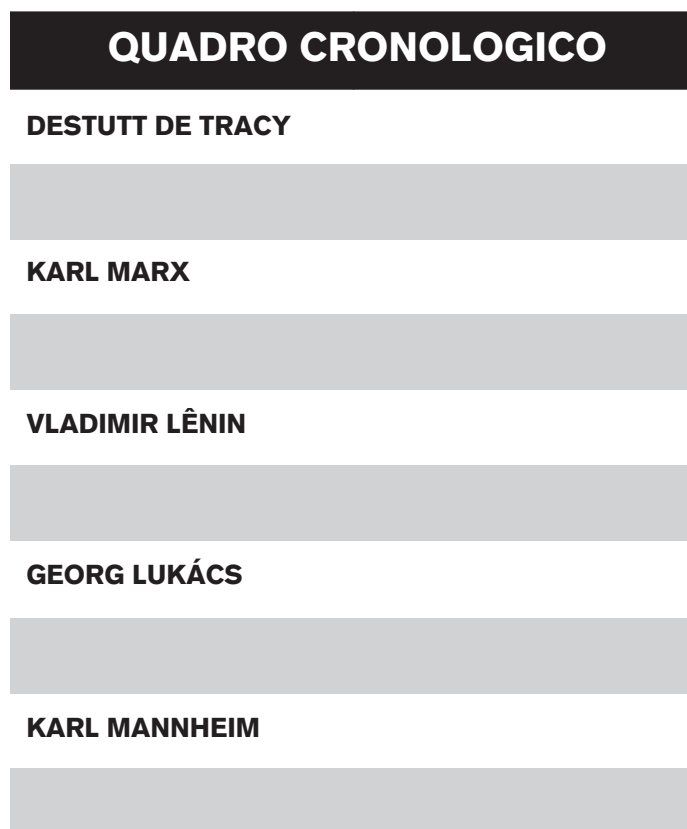 QUADRO CRONOLOGICO
DESTUTT DE TRACY
KARL MARX
VLADIMIR LÊNIN
GEORG LUKÁCS
KARL MANNHEIM